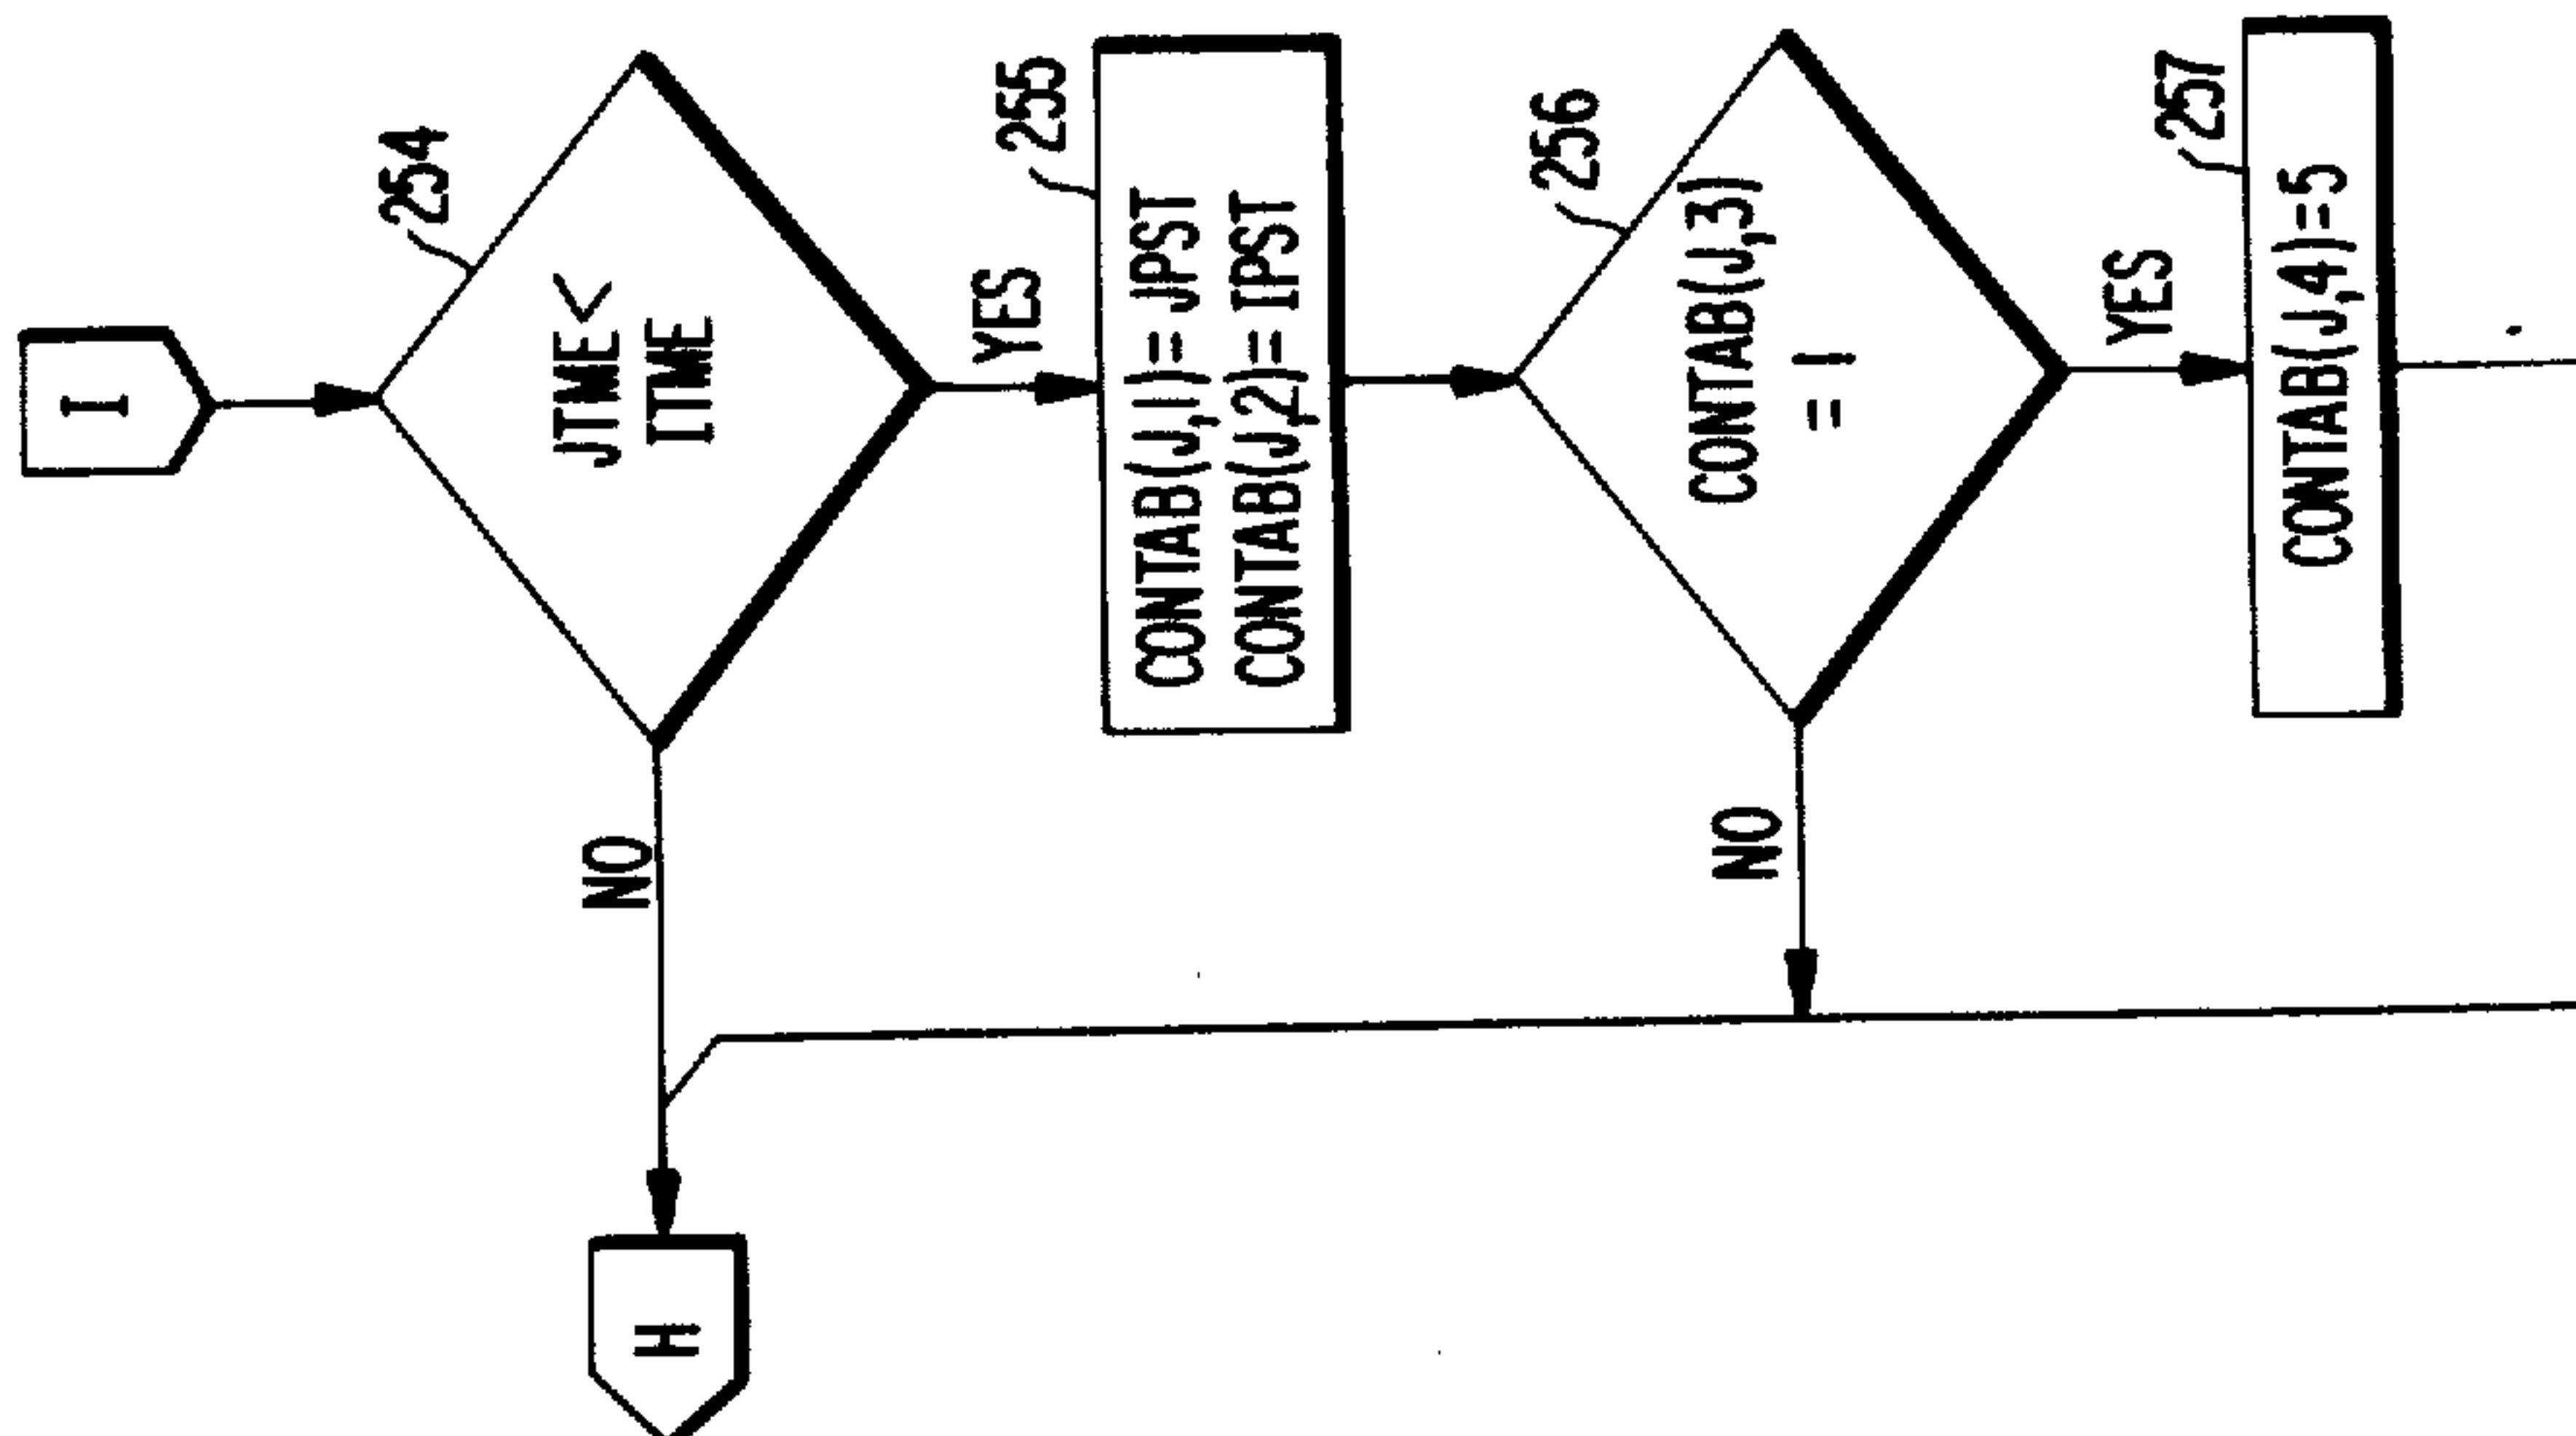 I
254
JTME <
ITME
YES
NO
255
CONTAB(J,1)= JPST
CONTAB(J,2)= IPST
256
CONTAB(J,3)
= 1
YES
NO
257
CONTAB(J,4)=5
H